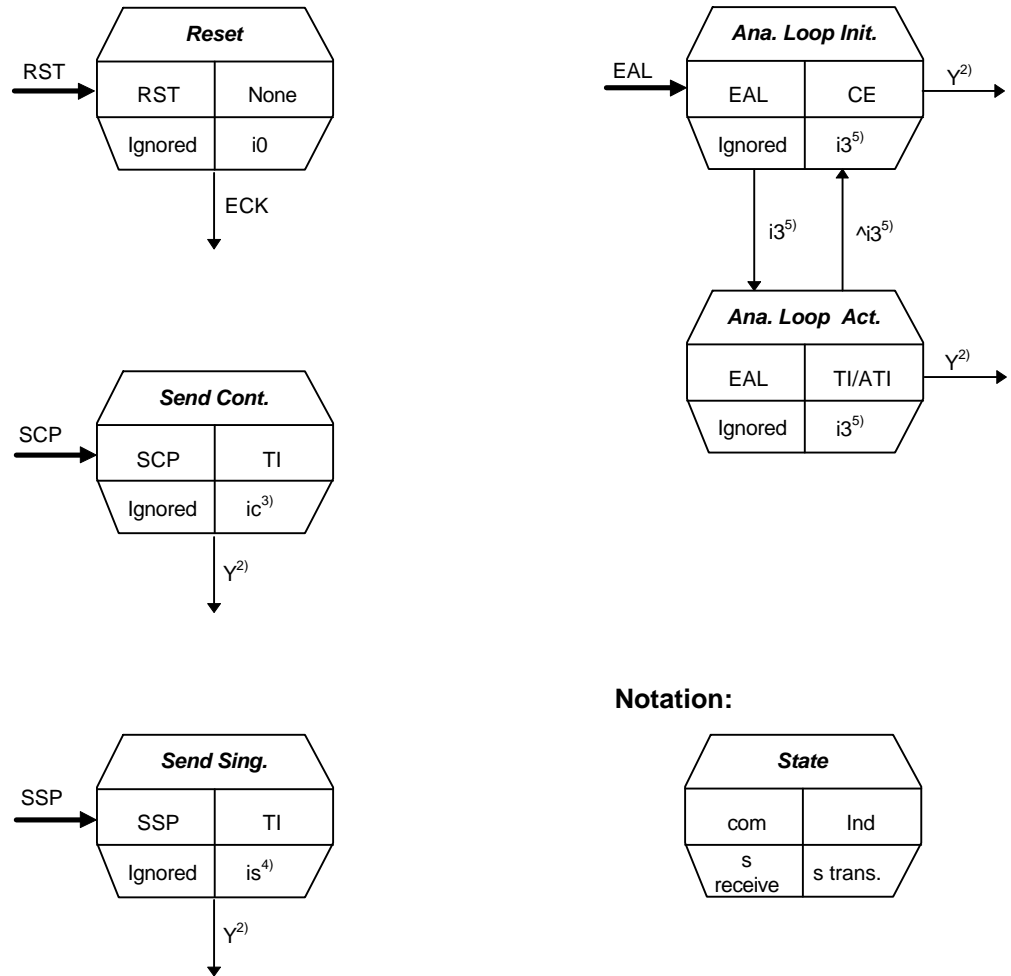 Reset
RST
RST None
Ignored i0
ECK
Ana. Loop Init.
EAL
EAL CE
Y2)
Ignored i35)
i35) ^i35)
Ana. Loop Act.
EAL TI/ATI
Y2)
Ignored i35)
Send Cont.
SCP
SCP TI
Ignored ic3)
Y2)
Send Sing.
SSP
SSP TI
Ignored is4)
Y2)
Notation:
State
com Ind
s
receive
s trans.